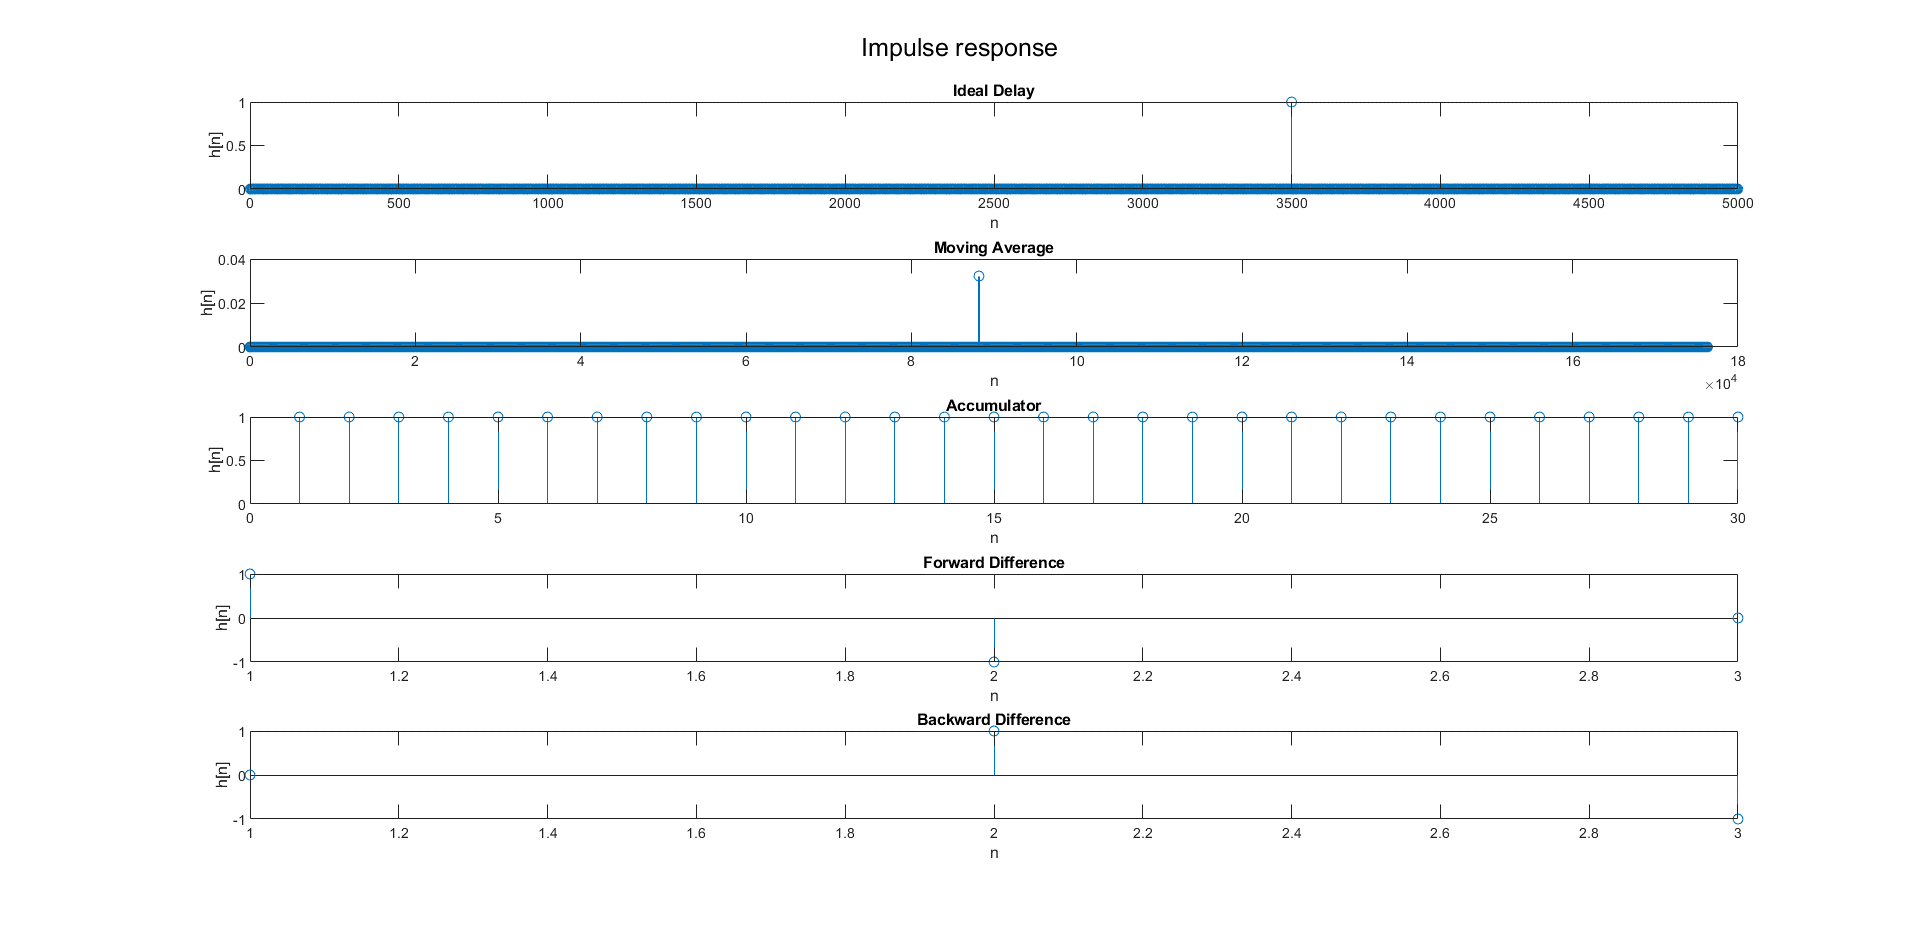 Impulse response
Ideal Delay
h[n]
1
0.5
0
0 500 1000 1500 2000 2500 3000 3500 4000 4500 5000
n
Moving Average
h[n]
0.04
0.02
0
0 2 4 6 8 10 12 14 16 18
n
×10^4
Accumulator
h[n]
1
0.5
0
0 5 10 15 20 25 30
n
Forward Difference
h[n]
1
0
-1
1 1.2 1.4 1.6 1.8 2 2.2 2.4 2.6 2.8 3
n
Backward Difference
h[n]
1
0
-1
1 1.2 1.4 1.6 1.8 2 2.2 2.4 2.6 2.8 3
n